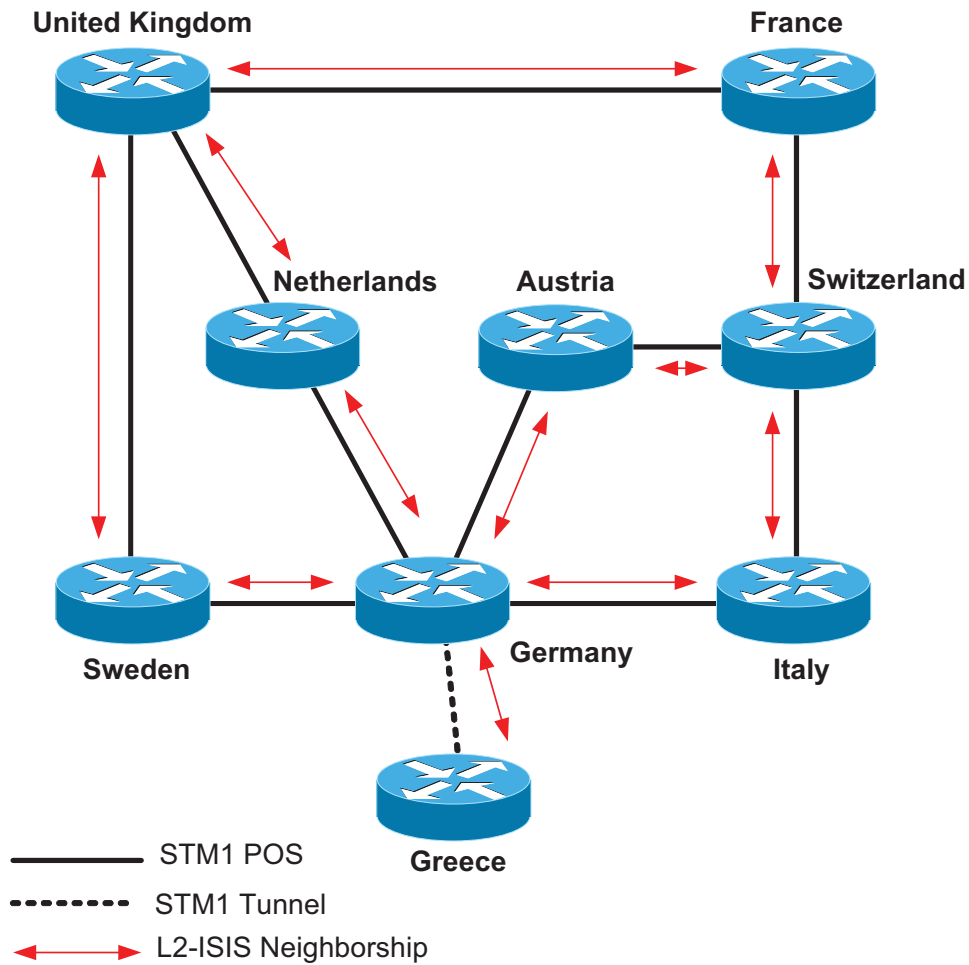 United Kingdom
France
Netherlands
Austria
Switzerland
Sweden
Germany
Italy
Greece
STM1 POS
STM1 Tunnel
L2-ISIS Neighborship